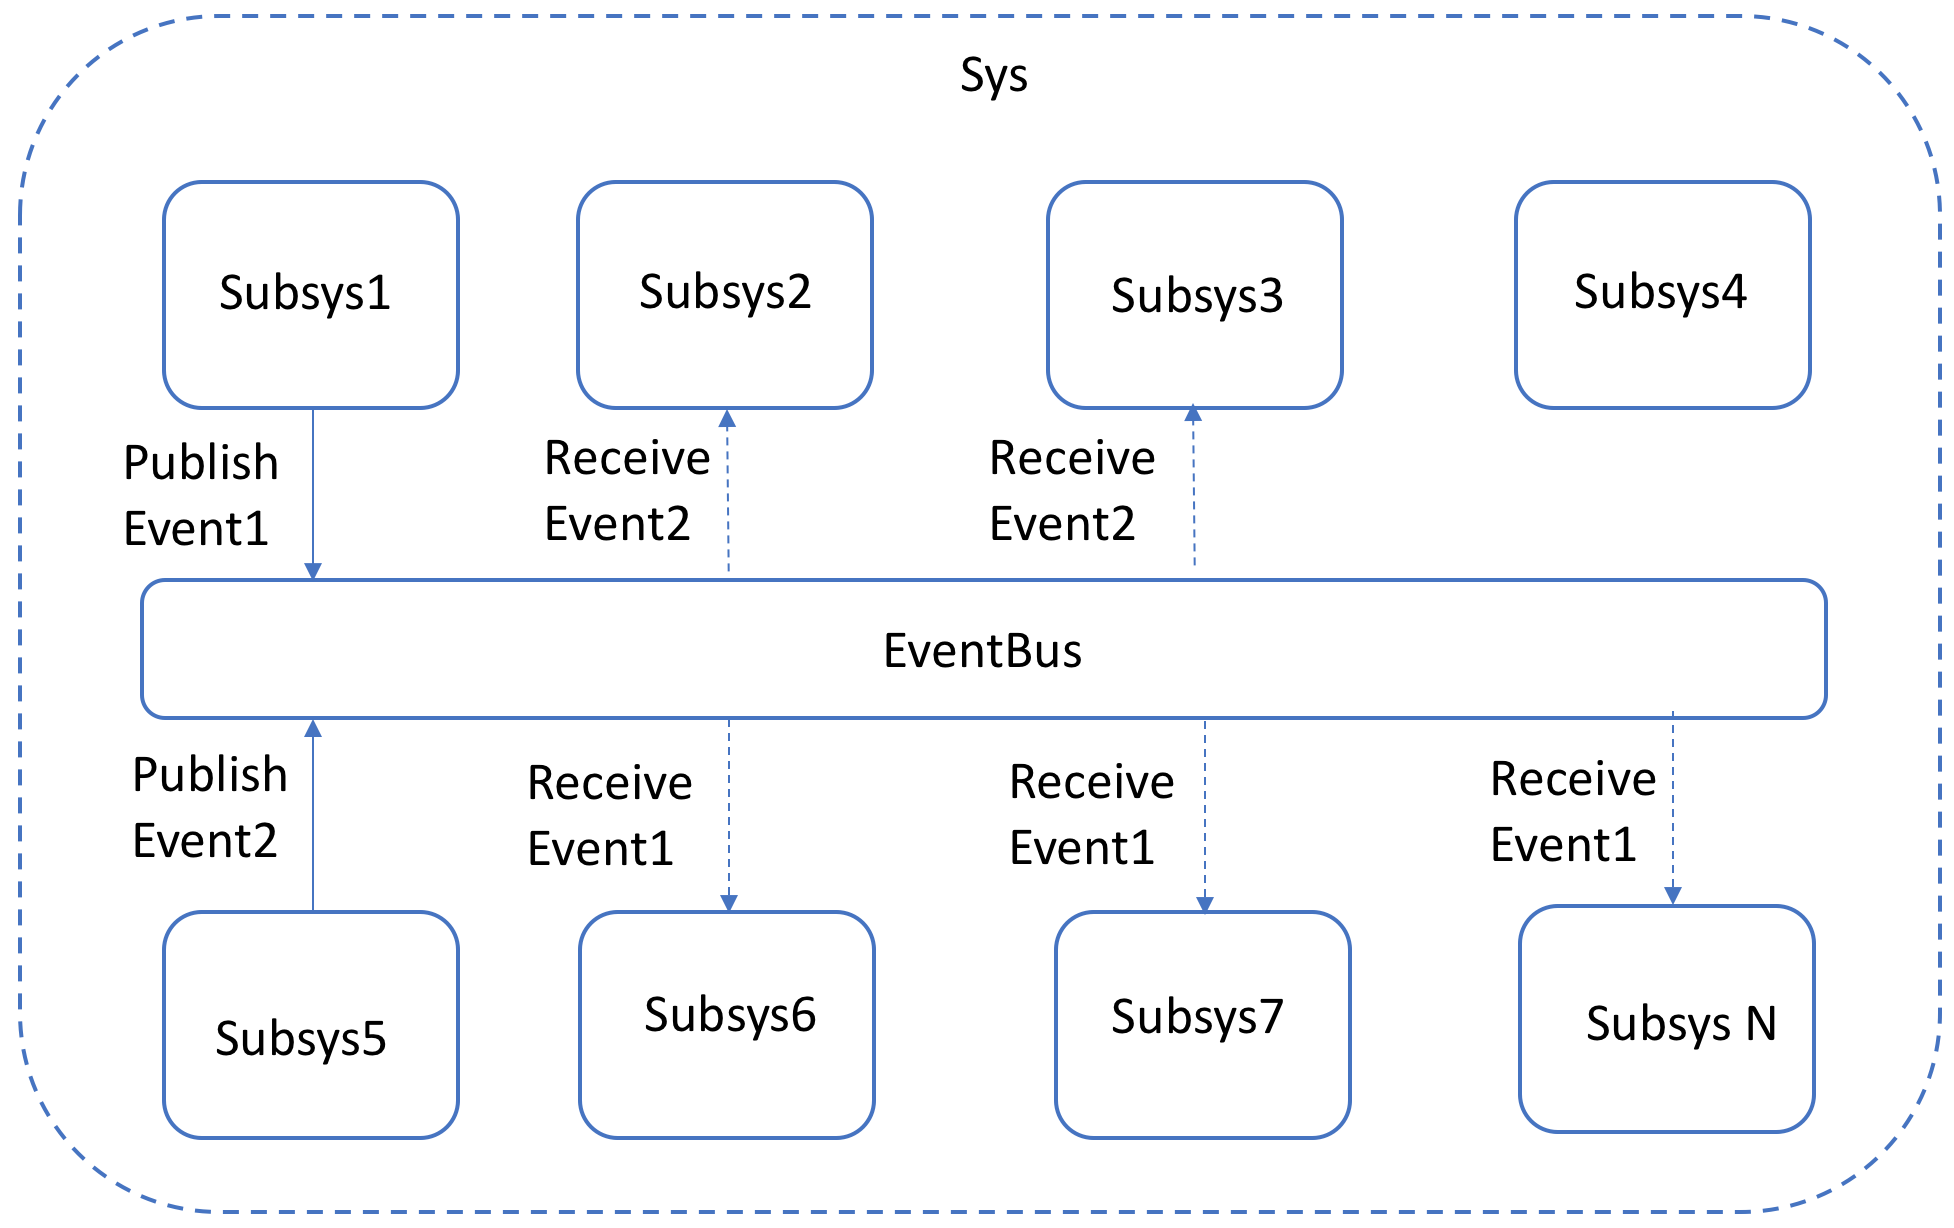 Sys
Subsys1
Subsys2
Subsys3
Subsys4
Publish
Event1
Receive
Event2
Receive
Event2
EventBus
Publish
Event2
Receive
Event1
Receive
Event1
Receive
Event1
Subsys5
Subsys6
Subsys7
Subsys N